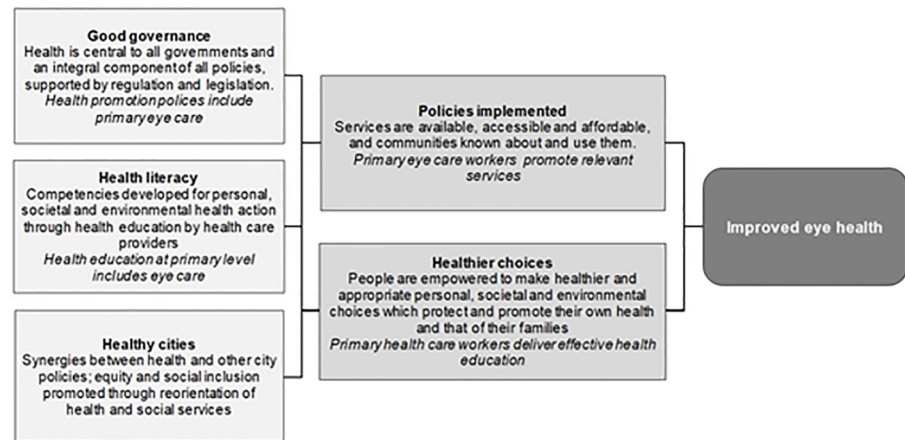 Good governance
Health is central to all governments and
an integral component of all policies,
supported by regulation and legislation.
Health promotion polices include
primary eye care
Health literacy
Competencies developed for personal,
societal and environmental health action
through health education by health care
providers
Health education at primary level
includes eye care
Healthy cities
Synergies between health and other city
policies; equity and social inclusion
promoted through reorientation of
health and social services
Policies implemented
Services are available, accessible and affordable,
and communities known about and use them.
Primary eye care workers promote relevant
services
Healthier choices
People are empowered to make healthier and
appropriate personal, societal and environmental
choices which protect and promote their own health
and that of their families
Primary health care workers deliver effective health
education
Improved eye health